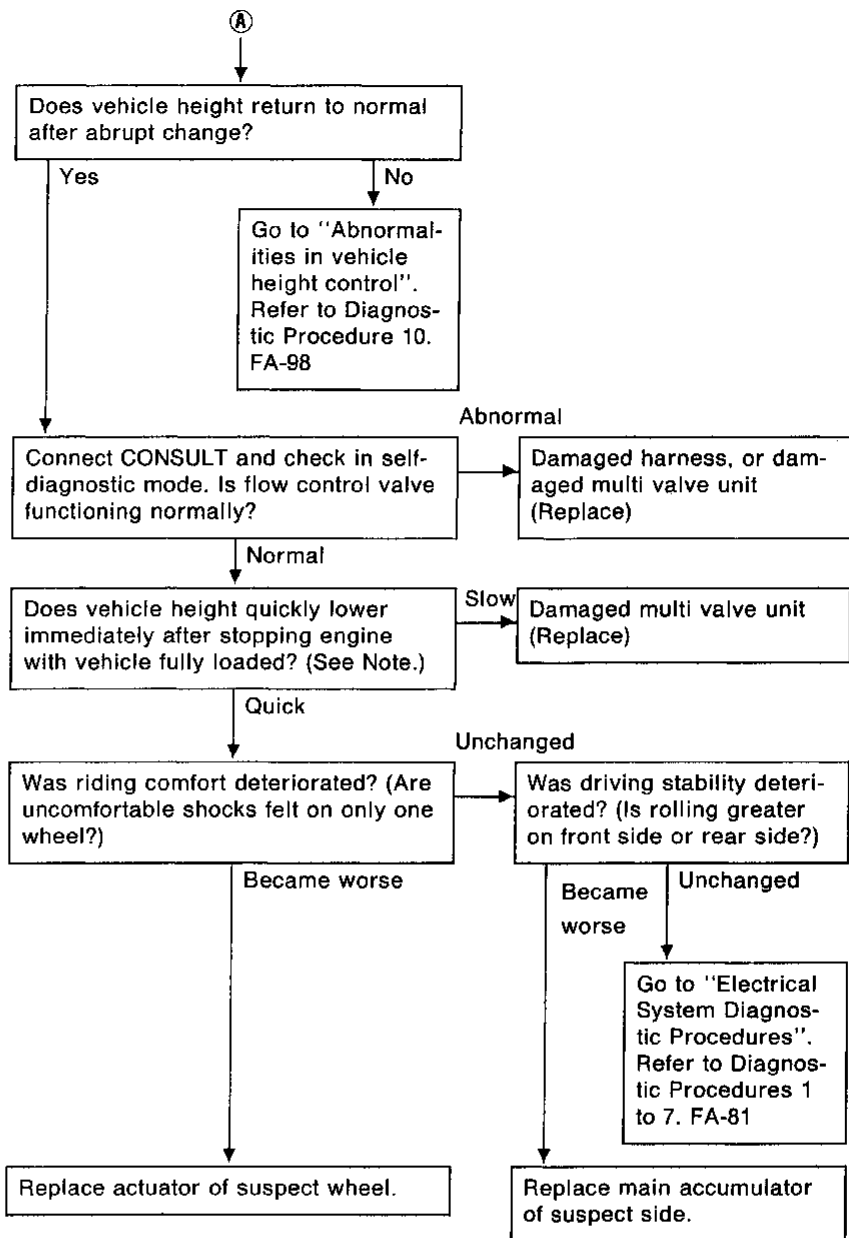 Ⓐ
Does vehicle height return to normal
after abrupt change?
Yes
No
Go to "Abnormal-
ities in vehicle
height control".
Refer to Diagnos-
tic Procedure 10.
FA-98
Abnormal
Connect CONSULT and check in self-
diagnostic mode. Is flow control valve
functioning normally?
Damaged harness, or dam-
aged multi valve unit
(Replace)
Normal
Does vehicle height quickly lower
immediately after stopping engine
with vehicle fully loaded? (See Note.)
Slow
Damaged multi valve unit
(Replace)
Quick
Unchanged
Was riding comfort deteriorated? (Are
uncomfortable shocks felt on only one
wheel?)
Was driving stability deteri-
orated? (Is rolling greater
on front side or rear side?)
Became worse
Became
worse
Unchanged
Go to "Electrical
System Diagnos-
tic Procedures".
Refer to Diagnos-
tic Procedures 1
to 7. FA-81
Replace actuator of suspect wheel.
Replace main accumulator
of suspect side.